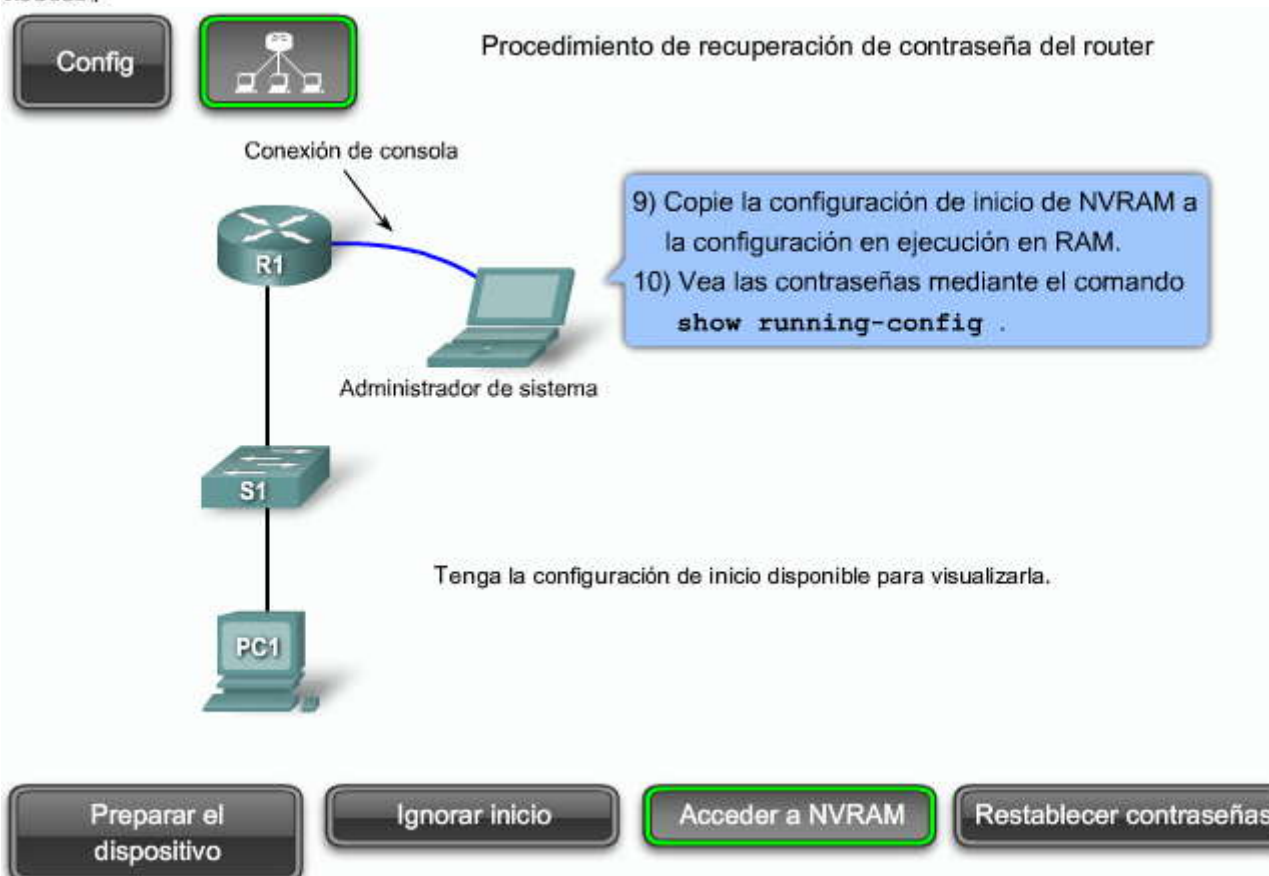 Config
Procedimiento de recuperación de contraseña del router
Conexión de consola
9) Copie la configuración de inicio de NVRAM a
la configuración en ejecución en RAM.
10) Vea las contraseñas mediante el comando
show running-config .
R1
Administrador de sistema
S1
Tenga la configuración de inicio disponible para visualizarla.
PC1
Preparar el
dispositivo
Ignorar inicio
Acceder a NVRAM
Restablecer contraseñas